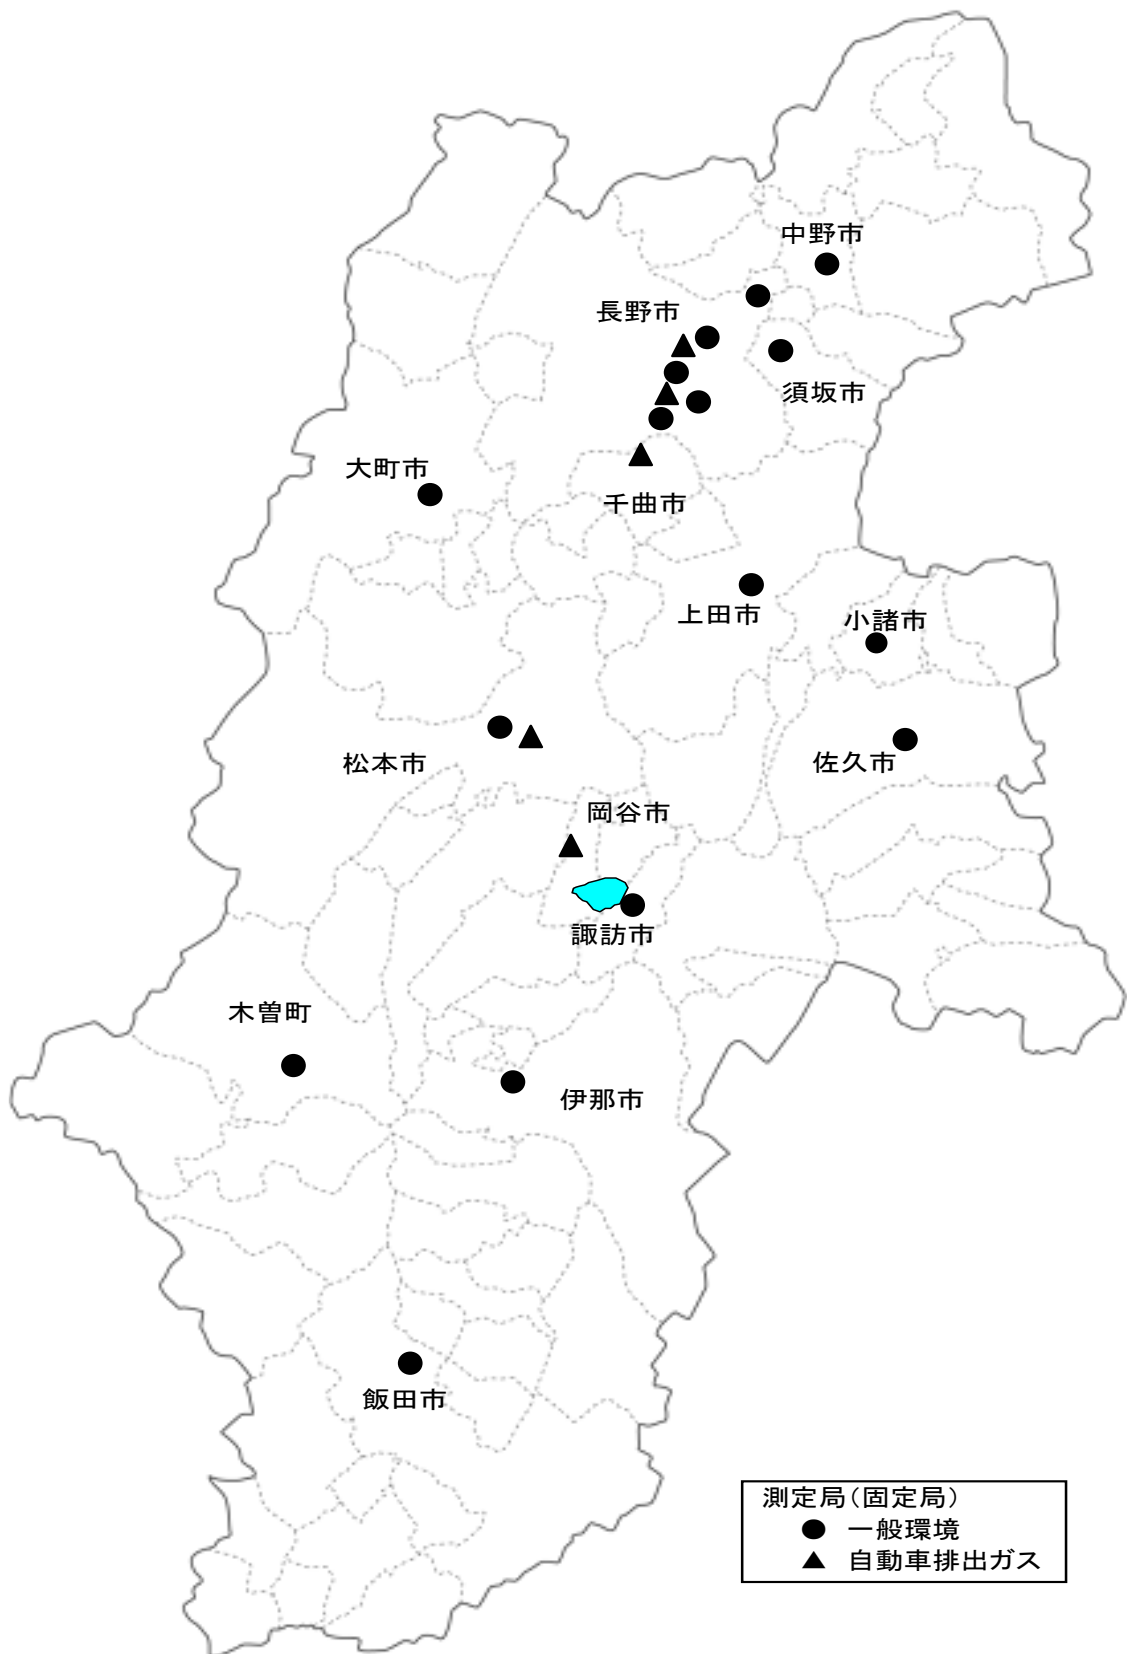 中野市
長野市
須坂市
大町市
千曲市
上田市
小諸市
松本市
佐久市
岡谷市
諏訪市
木曽町
伊那市
飯田市
測定局(固定局)
● 一般環境
▲ 自動車排出ガス